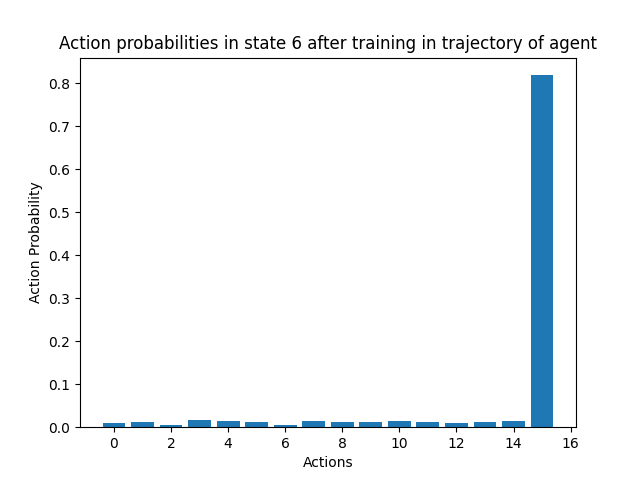 Action probabilities in state 6 after training in trajectory of agent
0.8
0.7
0.6
0.5
0.4
0.3
0.2
0.1
0.0
Action Probability
0 2 4 6 8 10 12 14 16
Actions